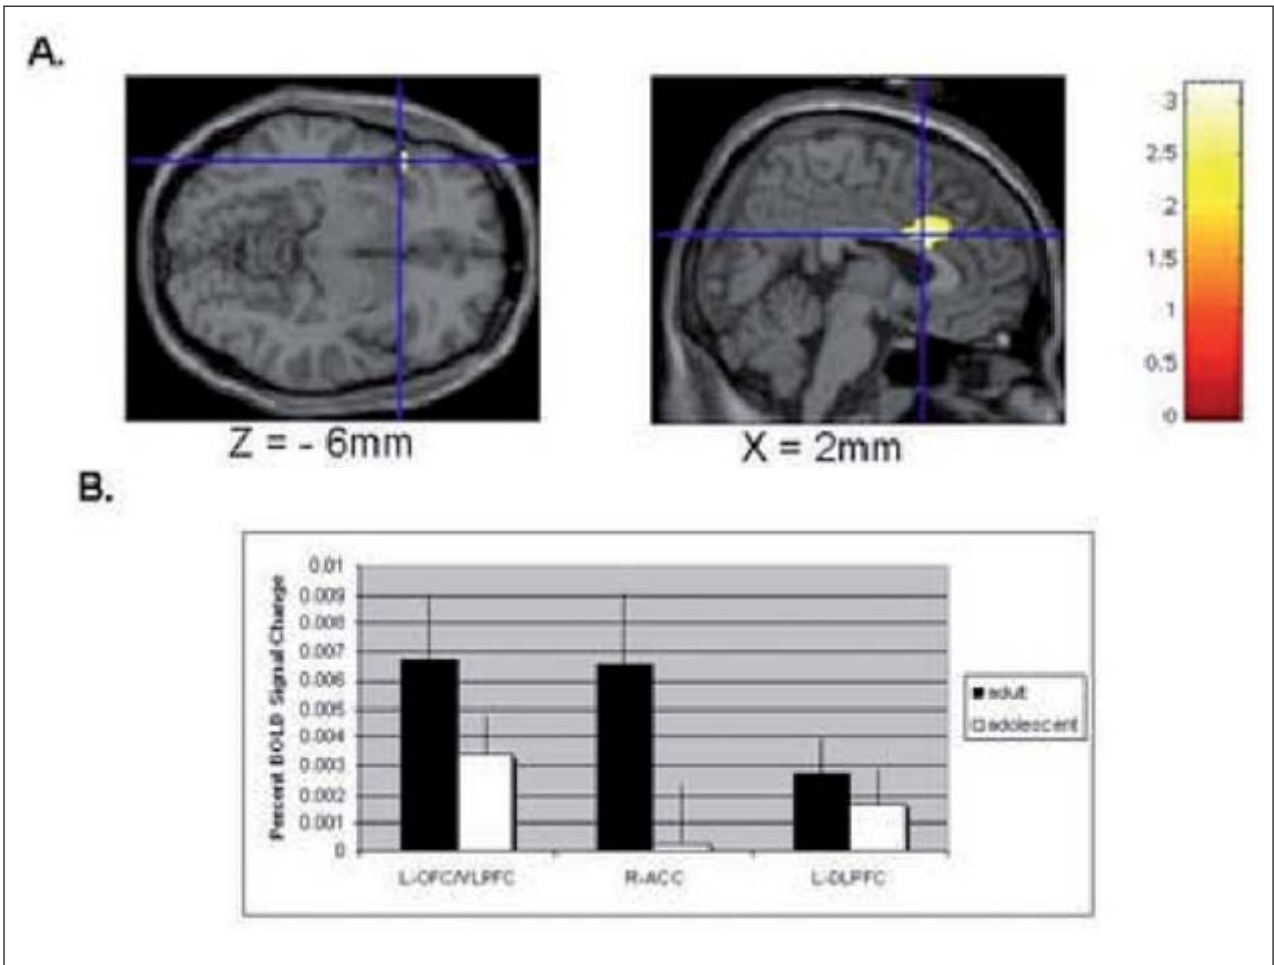 A.
3
2.5
2
1.5
1
0.5
0
Z = - 6mm
X = 2mm
B.
Percent BOLD Signal Change
0.01
0.009
0.008
0.007
0.006
0.005
0.004
0.003
0.002
0.001
0
adult
adolescent
L-OFC/VLPFC
R-ACC
L-DLPFC